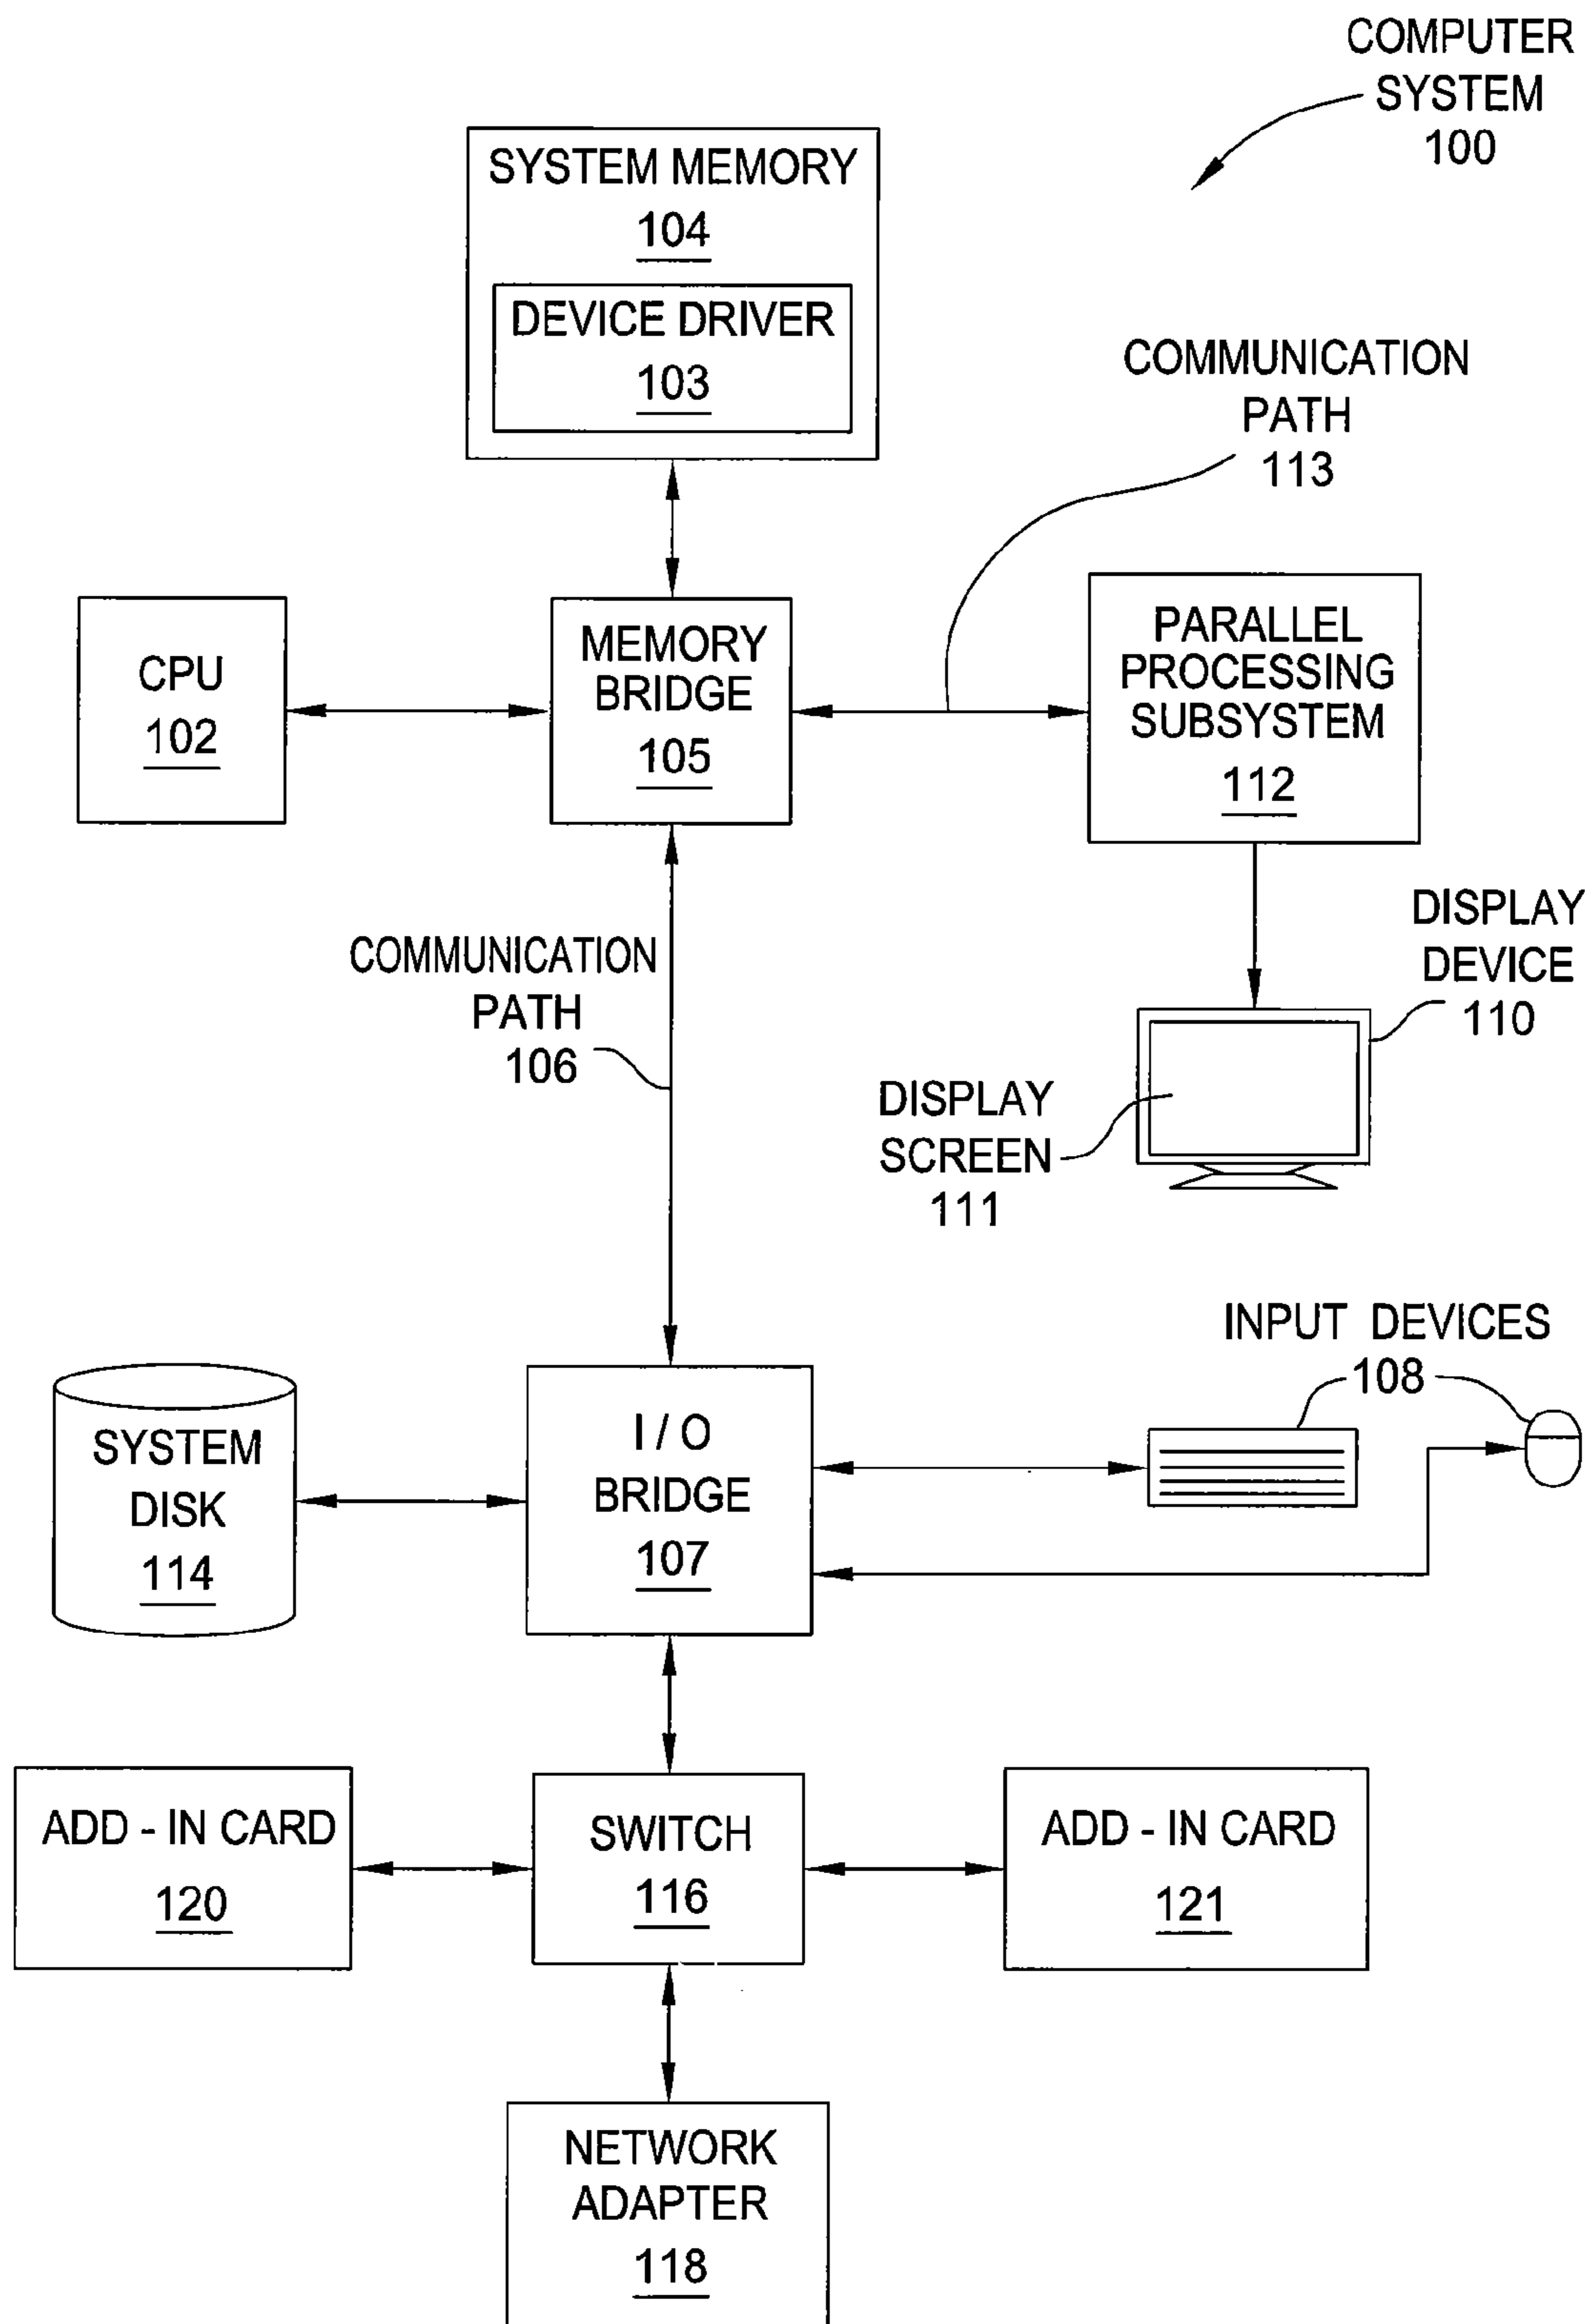 COMPUTER
SYSTEM
100
SYSTEM MEMORY
104
DEVICE DRIVER
103
COMMUNICATION
PATH
113
CPU
102
MEMORY
BRIDGE
105
PARALLEL
PROCESSING
SUBSYSTEM
112
COMMUNICATION
PATH
106
DISPLAY
DEVICE
110
DISPLAY
SCREEN
111
INPUT DEVICES
108
SYSTEM
DISK
114
I / O
BRIDGE
107
ADD - IN CARD
120
SWITCH
116
ADD - IN CARD
121
NETWORK
ADAPTER
118